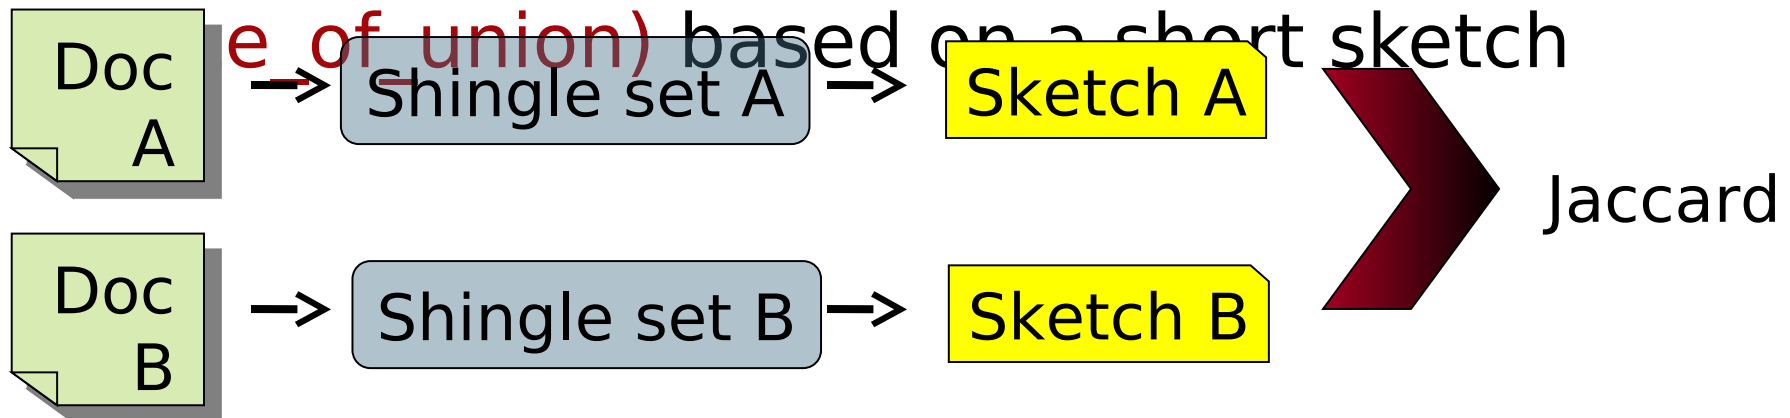 e_of_union) based on a short sketch
Doc
A
Shingle set A
Sketch A
Jaccard
Doc
B
Shingle set B
Sketch B